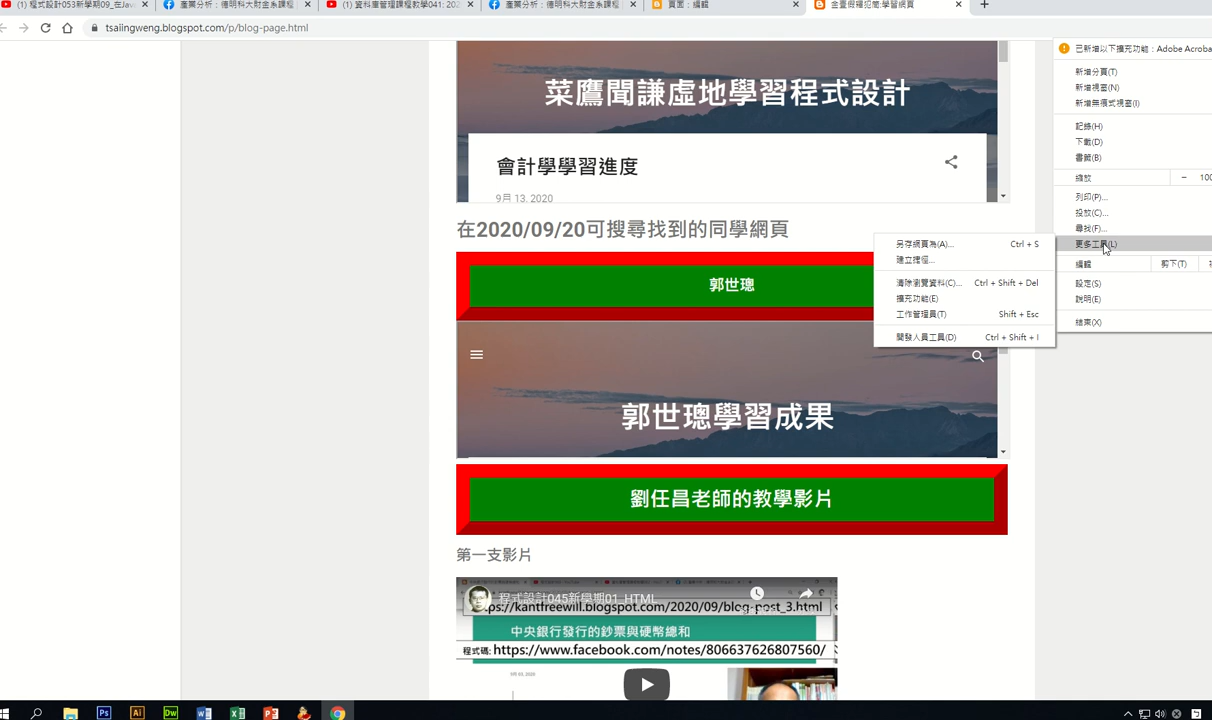 (1) 程式設計053新學期09_在Java
產業分析：德明科大財金系課程
(1) 資料庫管理課程教學041: 202
產業分析：德明科大財金系課程
頁面：編輯
tsaiingweng.blogspot.com/p/blog-page.html
已新增以下擴充功能：Adobe Acroba
新增分頁(T)
新增視窗(N)
新增無痕式視窗(I)
記錄(H)
下載(D)
書籤(B)
縮放 − 100
列印(P)...
投放(C)...
尋找(F)...
更多工具(L)
編輯 剪下(T)
設定(S)
說明(E)
結束(X)
另存網頁為(A)... Ctrl + S
建立捷徑...
清除瀏覽資料(C)... Ctrl + Shift + Del
擴充功能(E)
工作管理員(T) Shift + Esc
開發人員工具(D) Ctrl + Shift + I
菜鷹聞謙虛地學習程式設計
會計學學習進度
9月 13, 2020
在2020/09/20可搜尋找到的同學網頁
郭世璁
郭世璁學習成果
劉任昌老師的教學影片
第一支影片
程式設計045新學期01_HTML
ps://kantfreewill.blogspot.com/2020/09/blog-post_3.html
中央銀行發行的鈔票與硬幣總和
程式碼: https://www.facebook.com/notes/806637626807560/
Ps
Ai
Dw